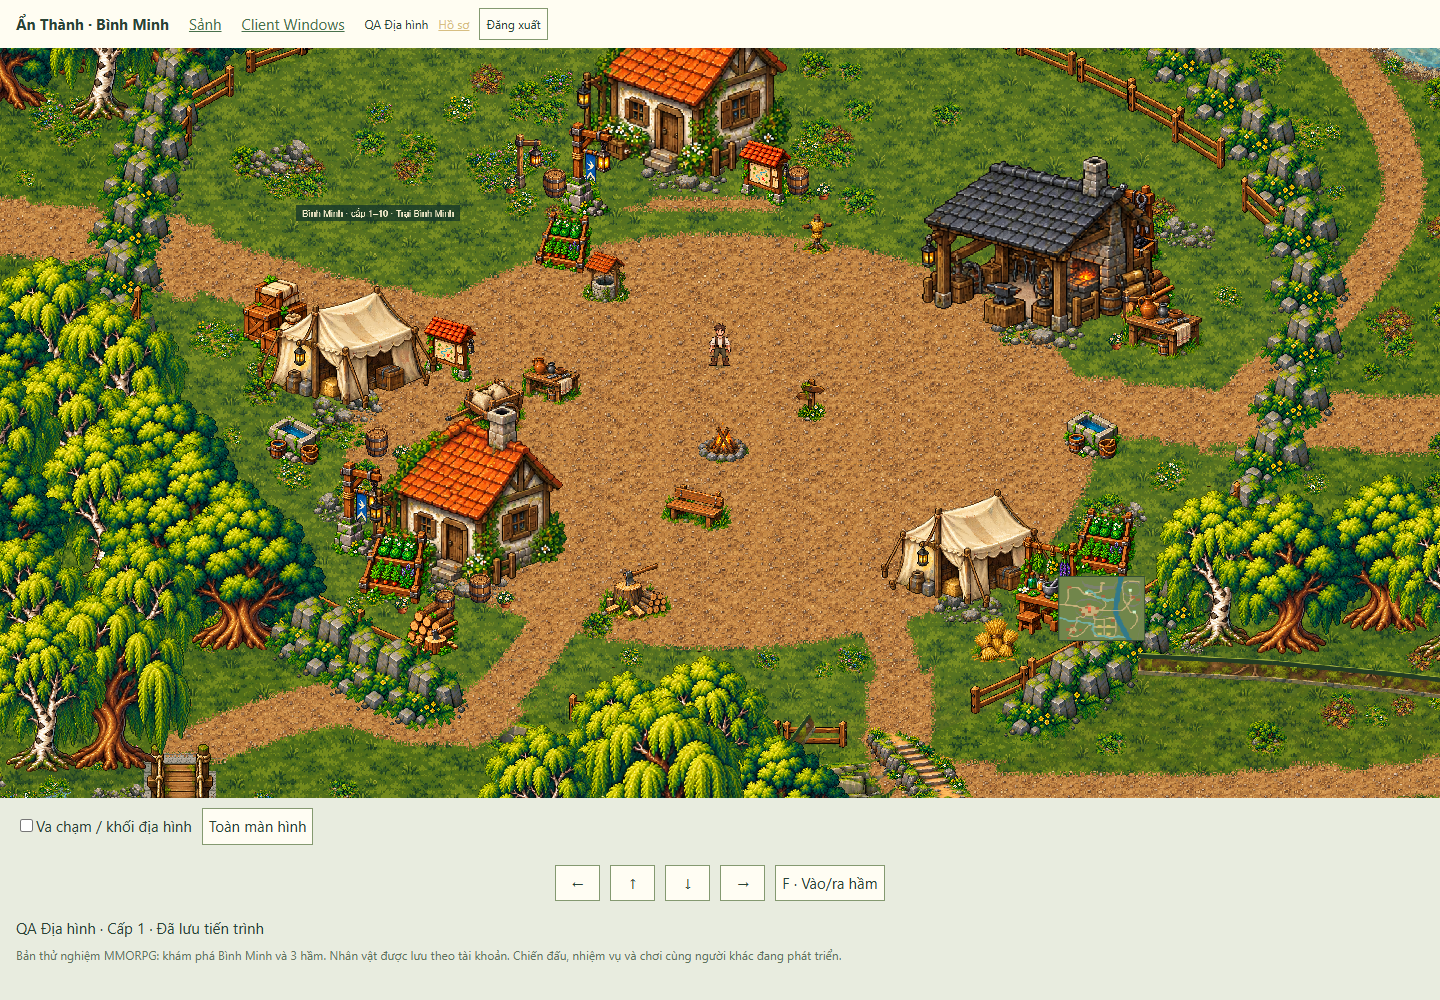 Ẩn Thành · Bình Minh Sảnh Client Windows QA Địa hình Hồ sơ Đăng xuất
Bình Minh · cấp 1–10 · Trại Bình Minh
Va chạm / khối địa hình Toàn màn hình
← ↑ ↓ → F · Vào/ra hầm
QA Địa hình · Cấp 1 · Đã lưu tiến trình
Bản thử nghiệm MMORPG: khám phá Bình Minh và 3 hầm. Nhân vật được lưu theo tài khoản. Chiến đấu, nhiệm vụ và chơi cùng người khác đang phát triển.